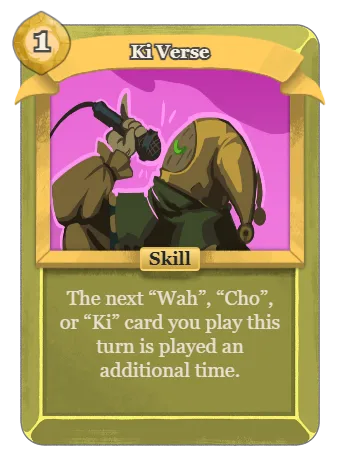 1
Ki Verse
Skill
The next “Wah”, “Cho”,
or “Ki” card you play this
turn is played an
additional time.